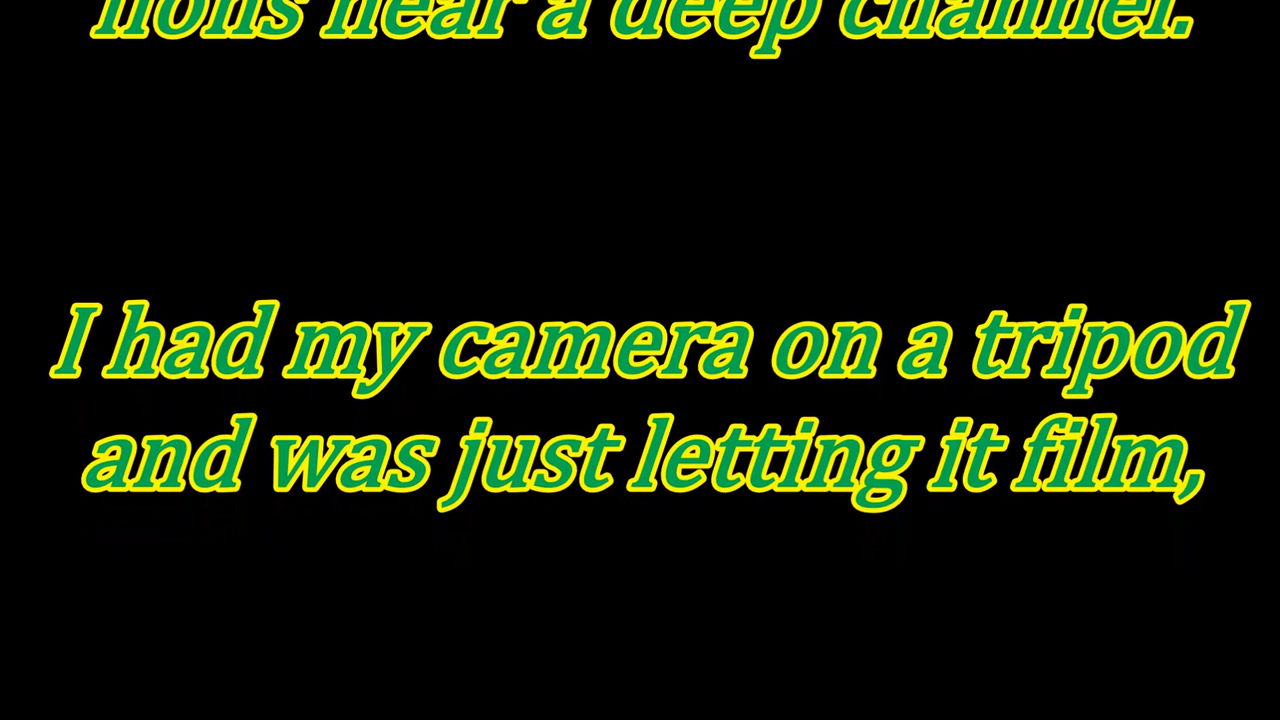 lions near a deep channel.
I had my camera on a tripod
and was just letting it film,